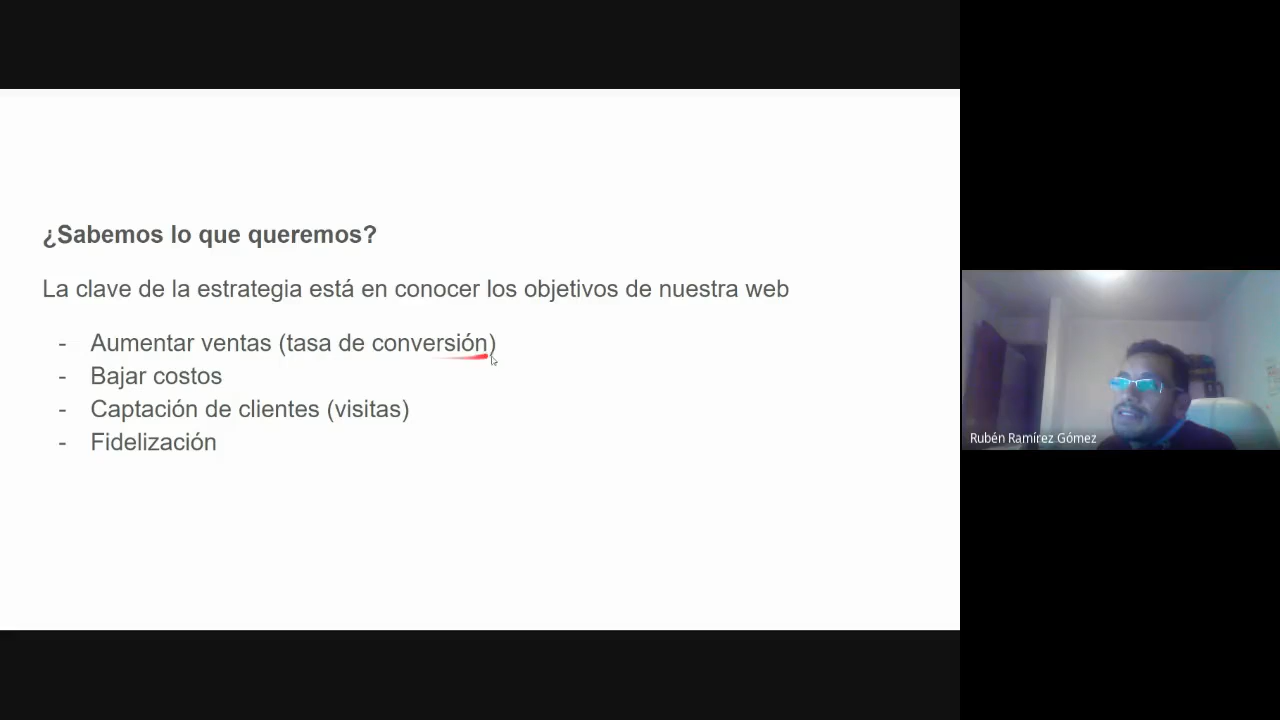 ¿Sabemos lo que queremos?
La clave de la estrategia está en conocer los objetivos de nuestra web
- Aumentar ventas (tasa de conversión)
- Bajar costos
- Captación de clientes (visitas)
- Fidelización
Rubén Ramírez Gómez